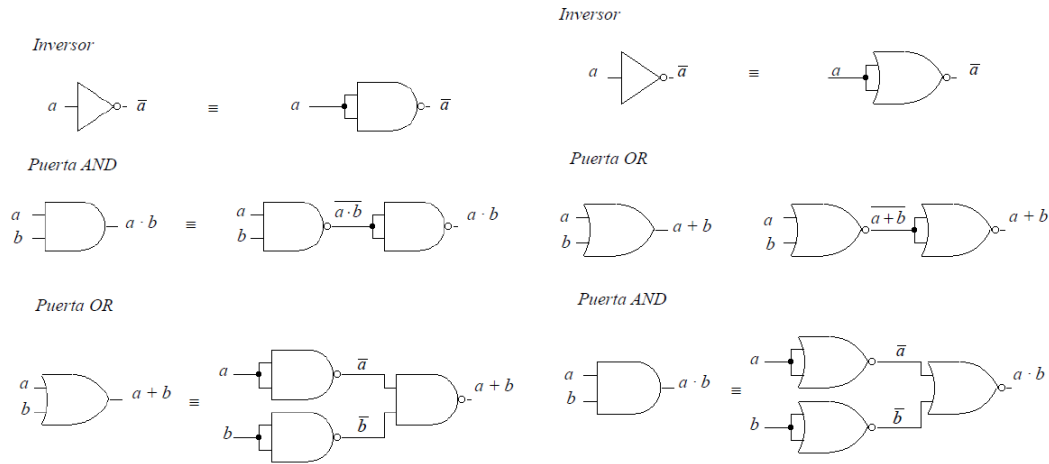 Inversor
a
a̅
≡
a
a̅
Puerta AND
a
b
a · b
≡
a
b
a̅ ̅·̅ ̅b̅
a · b
Puerta OR
a
b
a + b
≡
a
a̅
b
b̅
a + b
Inversor
a
a̅
≡
a
a̅
Puerta OR
a
b
a + b
a
b
a̅ ̅+̅ ̅b̅
a + b
Puerta AND
a
b
a · b
≡
a
a̅
b
b̅
a · b